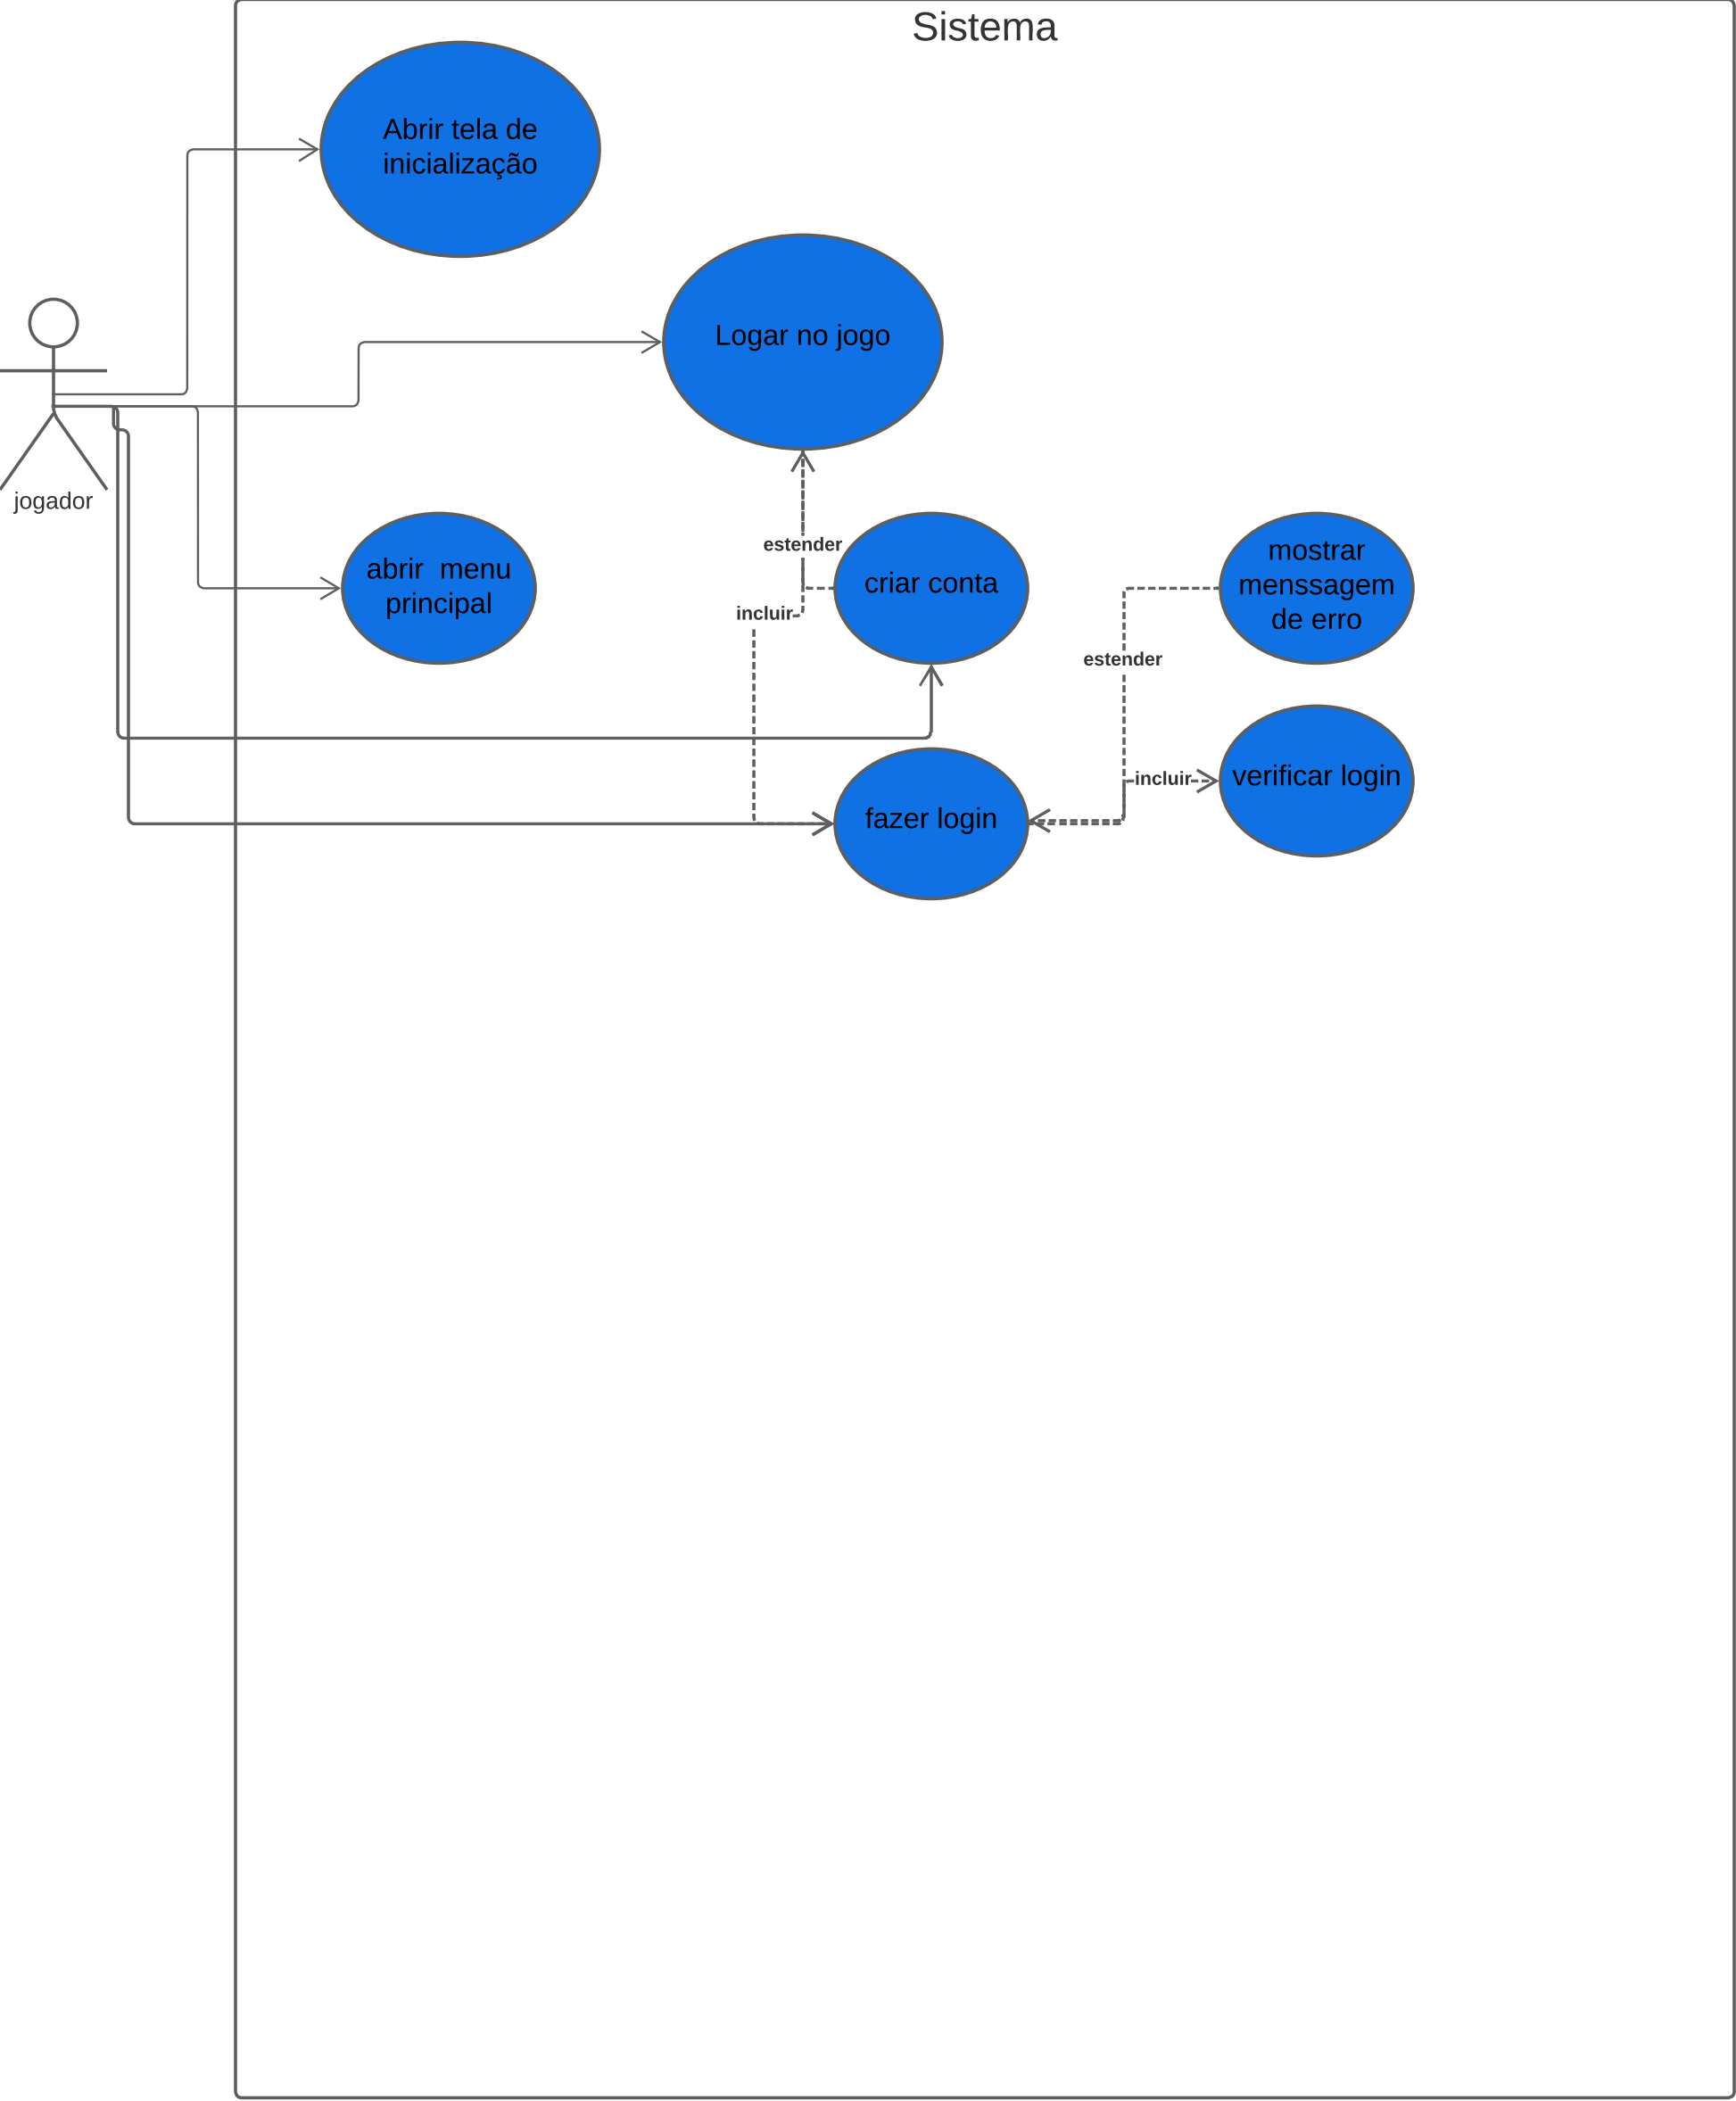 Sistema
Abrir tela de
inicialização
Logar no jogo
jogador
abrir  menu
principal
estender
criar conta
mostrar
menssagem
de erro
incluir
estender
incluir
verificar login
fazer login